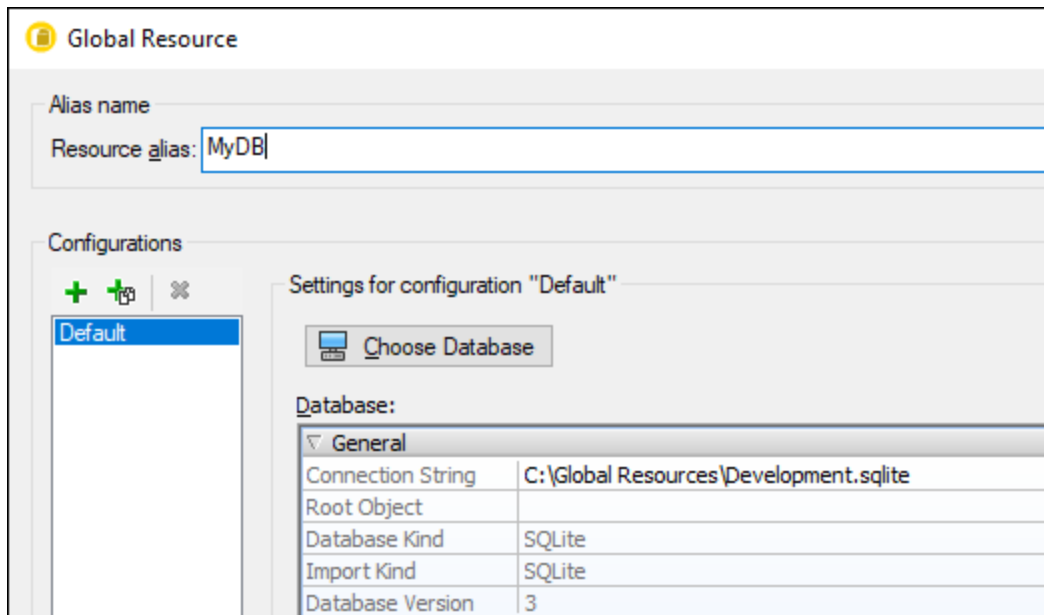 Global Resource
Alias name
Resource alias: MyDB
Configurations
Settings for configuration "Default"
Default
Choose Database
Database:
General
Connection String C:\Global Resources\Development.sqlite
Root Object
Database Kind SQLite
Import Kind SQLite
Database Version 3